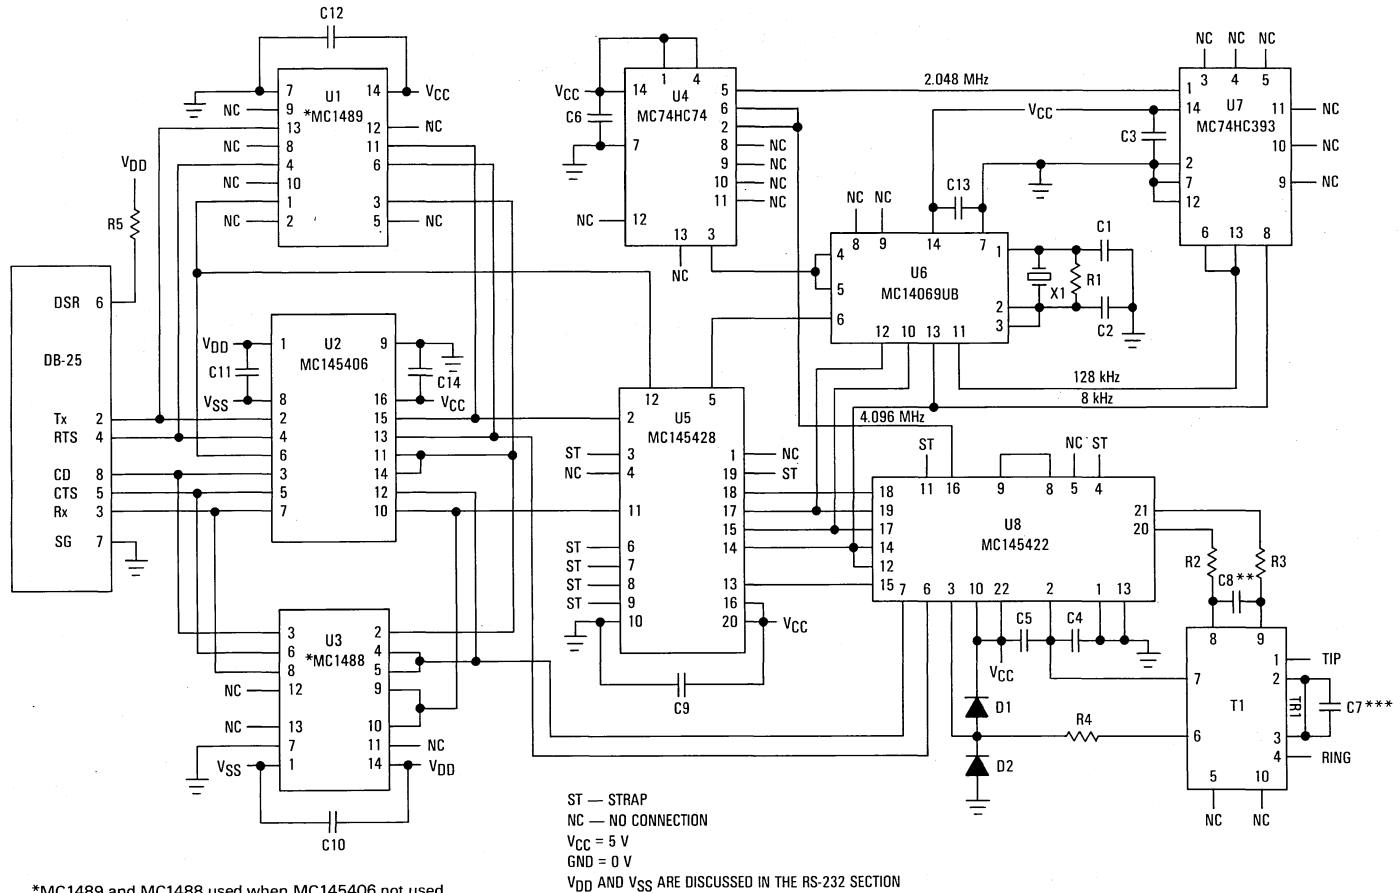 C12
7 U1 14 VCC
NC 9 *MC1489
13 12 NC
NC 8 11
4 6
NC 10
1 3
NC 2 5 NC
VDD
R5
DSR 6
DB-25
Tx 2
RTS 4
CD 8
CTS 5
Rx 3
SG 7
VDD 1 U2 9
MC145406
C11 C14
VSS 8 16 VCC
2 15
4 13
6 11
3 14
5 12
7 10
3 U3 2
6 *MC1488 4
8 5
NC 12 9
NC 13 10
7 11 NC
VSS 1 14 VDD
C10
1 4
VCC 14 U4 5
MC74HC74 6
C6 2
7 8 NC
9 NC
10 NC
11 NC
NC 12
13 3
NC
2.048 MHz
NC NC NC
3 4 5
1 U7
14 MC74HC393 11 NC
VCC
C3
10 NC
2
7 9 NC
12
6 13 8
C13
NC NC
8 9 14 7
4 U6 1
5 MC14069UB
6 2
3
12 10 13 11
C1
R1
X1
C2
128 kHz
8 kHz
4.096 MHz
12 5
2 U5
MC145428
ST 3 1 NC
NC 4 19 ST
18
17
11 15
ST 6 14
ST 7
ST 8 13
ST 9 16
10 20 VCC
C9
ST NC ST
11 16 9 8 5 4
18 U8 21
19 MC145422 20
17
14
12
15
7 6 3 10 22 2 1 13
R2 R3
C8**
C5 C4
VCC
D1
D2
R4
8 9
1 TIP
7 2
T1 TR1 C7***
6 3
4 RING
5 10
NC NC
ST — STRAP
NC — NO CONNECTION
VCC = 5 V
GND = 0 V
VDD AND VSS ARE DISCUSSED IN THE RS-232 SECTION
*MC1489 and MC1488 used when MC145406 not used